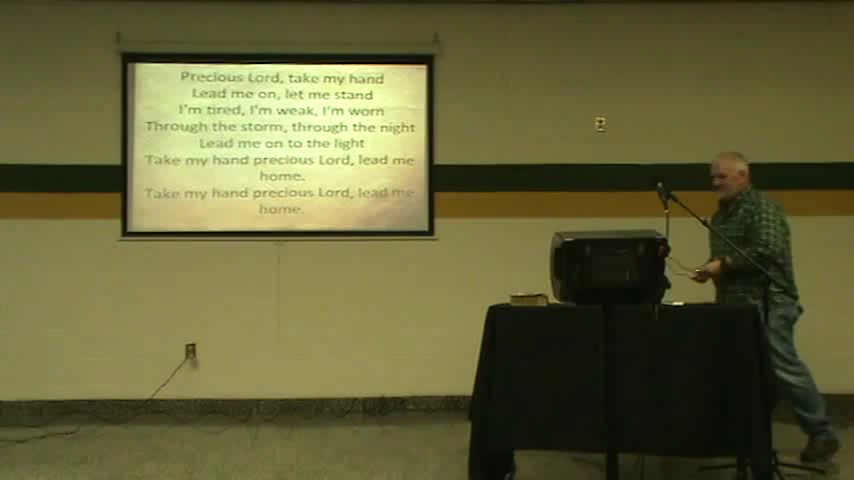 Precious Lord, take my hand
Lead me on, let me stand
I'm tired, I'm weak, I'm worn
Through the storm, through the night
Lead me on to the light
Take my hand precious Lord, lead me
home.
Take my hand precious Lord, lead me
home.